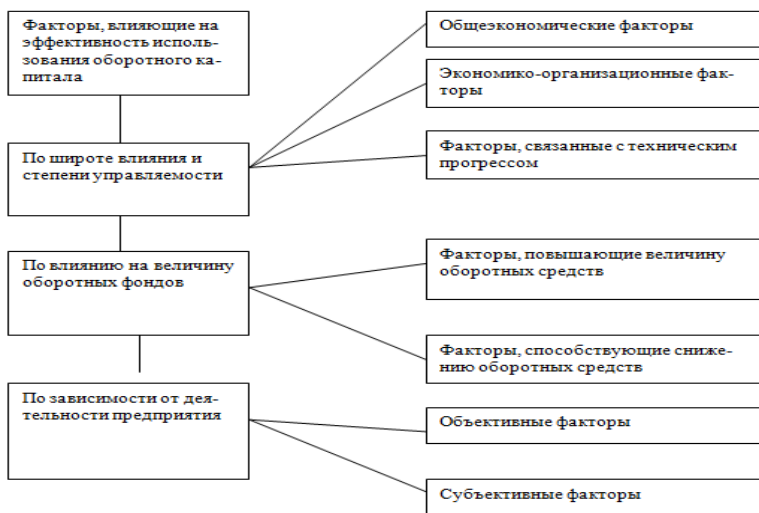 Факторы, влияющие на
эффективность исполь-
зования оборотного ка-
питала
По широте влияния и
степени управляемости
Общеэкономические факторы
Экономико-организационные фак-
торы
Факторы, связанные с техническим
прогрессом
По влиянию на величину
оборотных фондов
Факторы, повышающие величину
оборотных средств
Факторы, способствующие сниже-
нию оборотных средств
По зависимости от дея-
тельности предприятия
Объективные факторы
Субъективные факторы